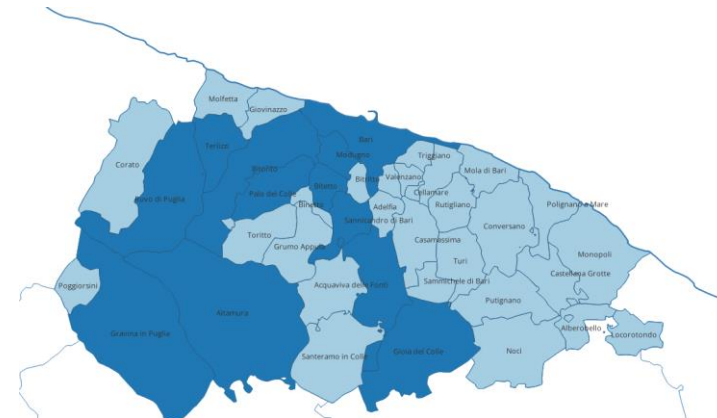 Molfetta
Giovinazzo
Bari
Terlizzi
Modugno
Triggiano
Corato
Bitonto
Mola di Bari
Valenzano
Bitritto
Bitetto
Cellamare
Palo del Colle
Ruvo di Puglia
Rutigliano
Binetto
Adelfia
Polignano a Mare
Sannicandro di Bari
Conversano
Toritto
Casamassima
Grumo Appula
Monopoli
Turi
Castellana Grotte
Sammichele di Bari
Poggiorsini
Acquaviva delle Fonti
Putignano
Altamura
Alberobello
Gravina in Puglia
Locorotondo
Gioia del Colle
Noci
Santeramo in Colle